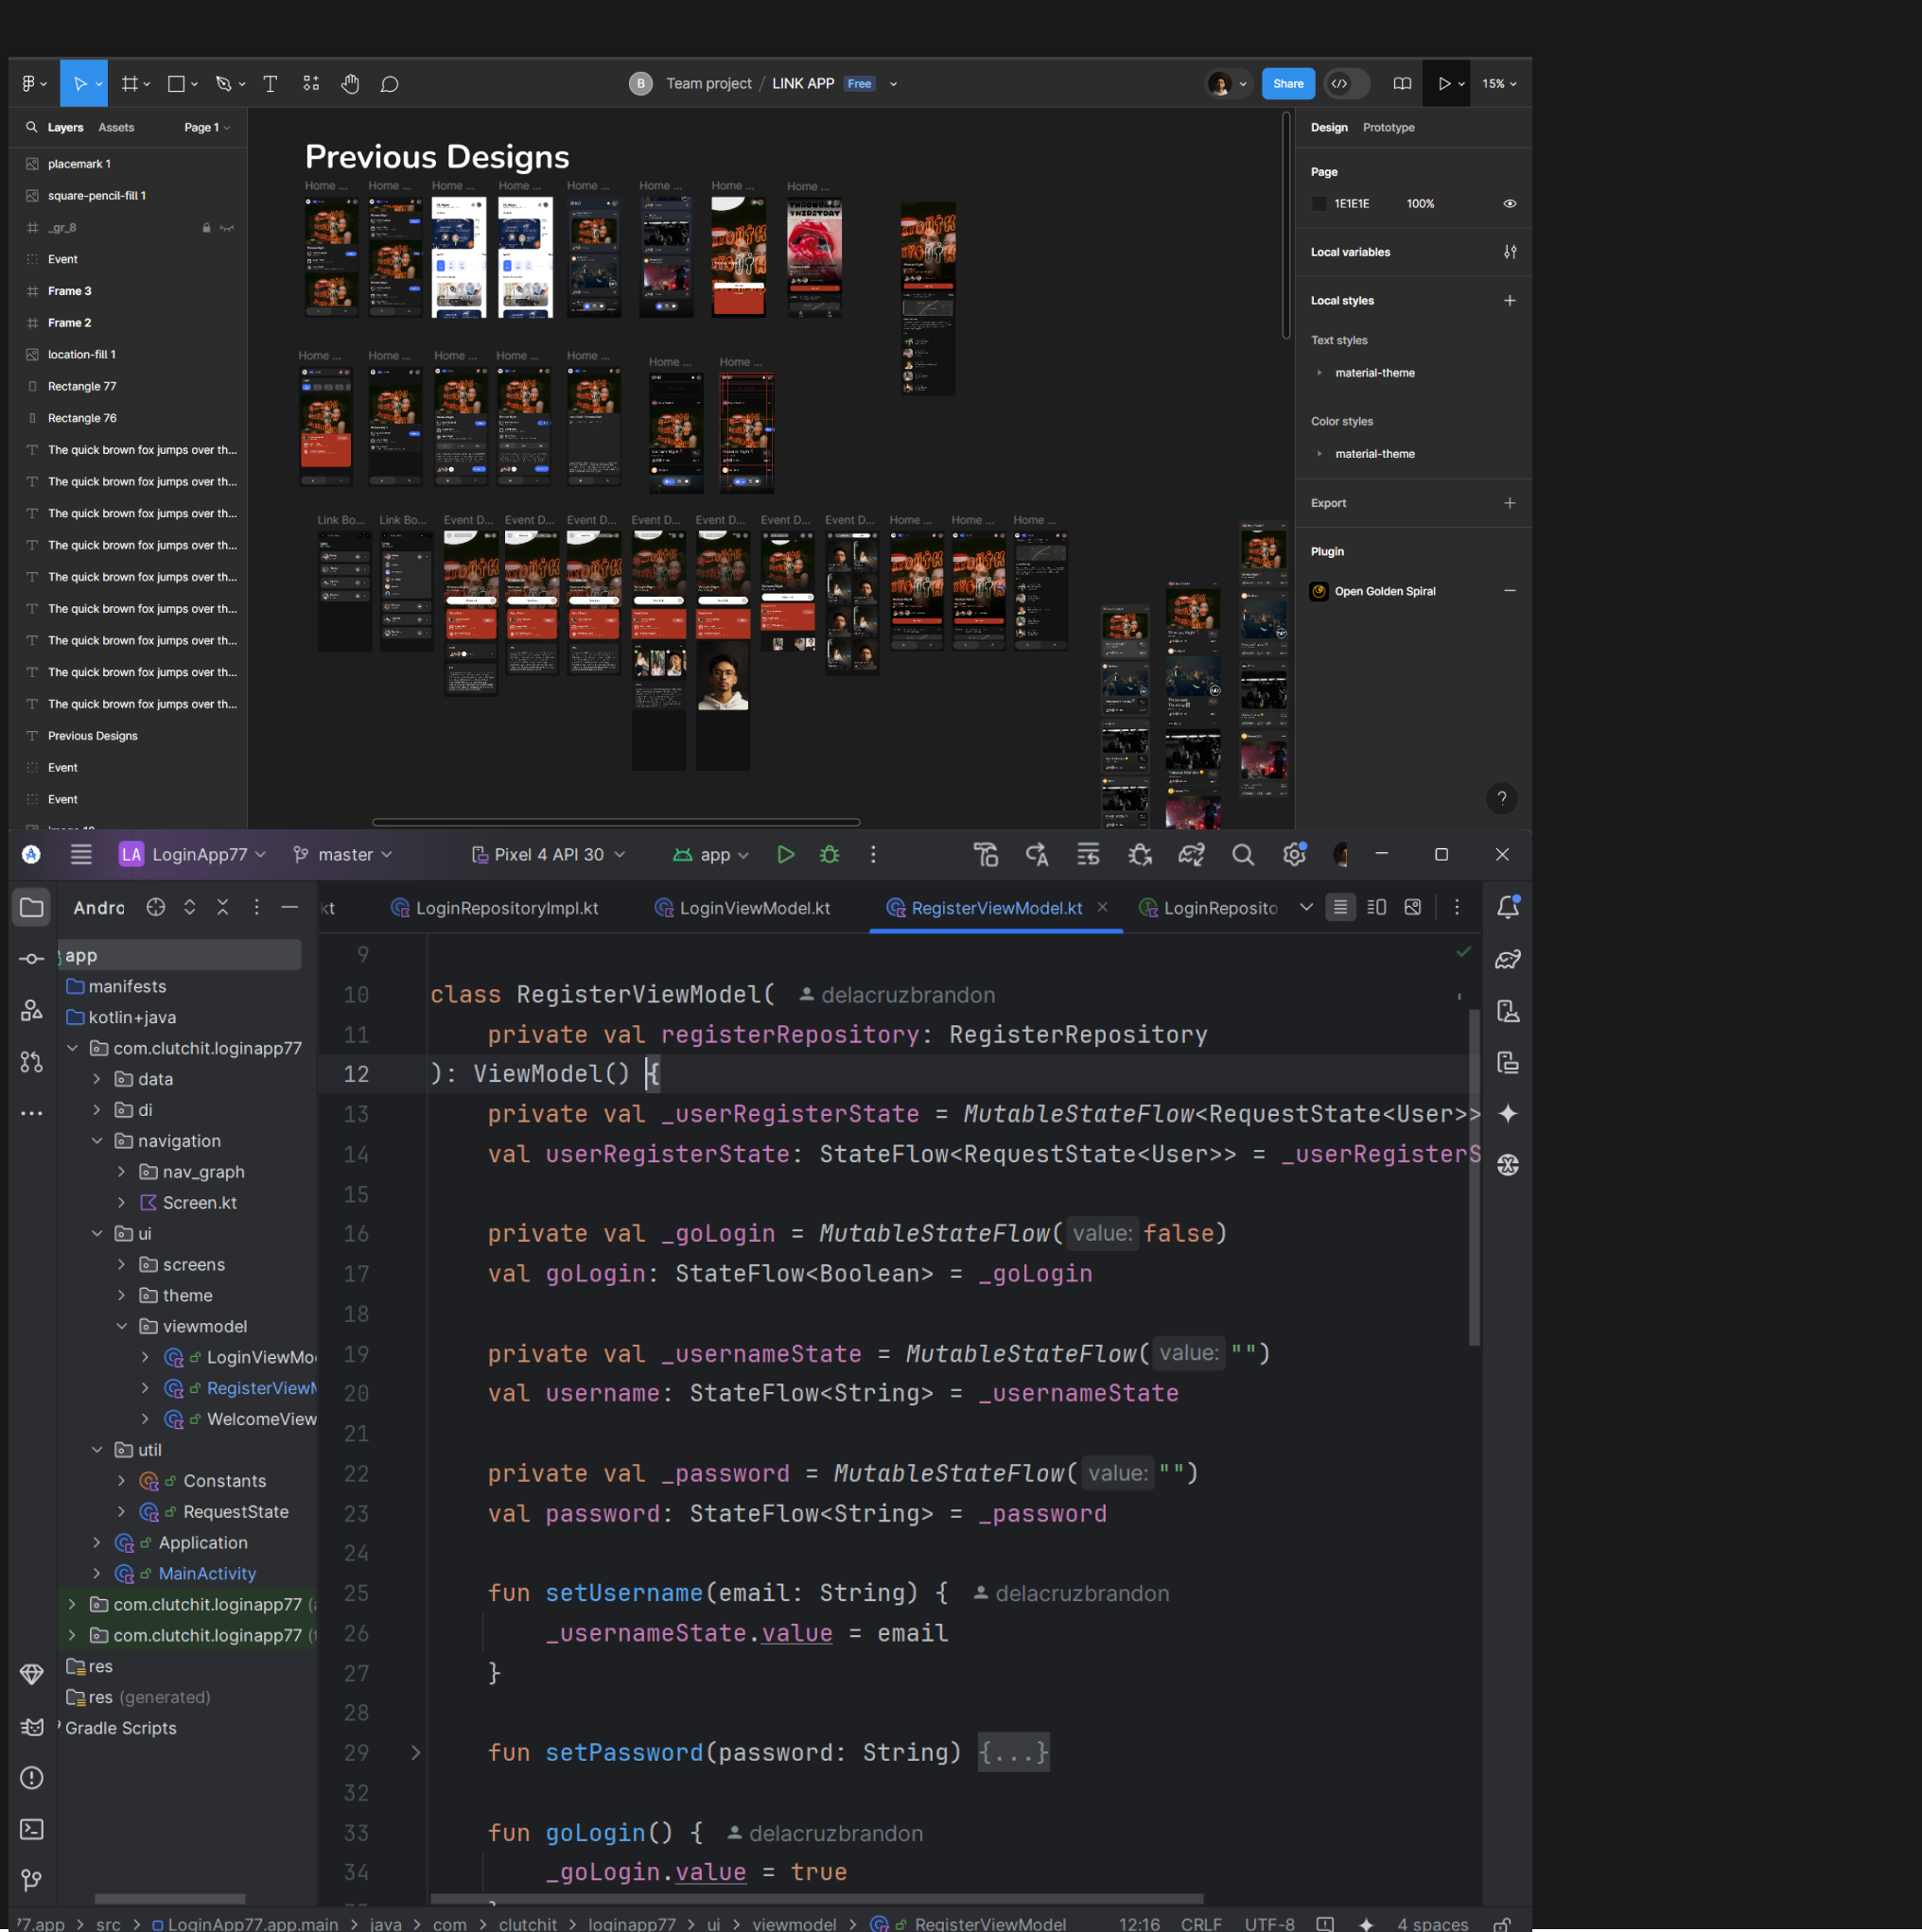 B Team project / LINK APP Free
Share
15%
Layers Assets Page 1
placemark 1
square-pencil-fill 1
_gr_8
Event
Frame 3
Frame 2
location-fill 1
Rectangle 77
Rectangle 76
The quick brown fox jumps over th...
The quick brown fox jumps over th...
The quick brown fox jumps over th...
The quick brown fox jumps over th...
The quick brown fox jumps over th...
The quick brown fox jumps over th...
The quick brown fox jumps over th...
The quick brown fox jumps over th...
The quick brown fox jumps over th...
Previous Designs
Event
Event
Previous Designs
Home ... Home ... Home ... Home ... Home ... Home ... Home ... Home ...
Home ... Home ... Home ... Home ... Home ... Home ... Home ...
Link Bo... Link Bo... Event D... Event D... Event D... Event D... Event D... Event D... Event D... Home ... Home ... Home ...
Design Prototype
Page
1E1E1E 100%
Local variables
Local styles
Text styles
material-theme
Color styles
material-theme
Export
Plugin
Open Golden Spiral
?
LA LoginApp77 master Pixel 4 API 30 app
Andro
kt LoginRepositoryImpl.kt LoginViewModel.kt RegisterViewModel.kt LoginReposito
app
manifests
kotlin+java
com.clutchit.loginapp77
data
di
navigation
nav_graph
Screen.kt
ui
screens
theme
viewmodel
LoginViewMo
RegisterViewM
WelcomeView
util
Constants
RequestState
Application
MainActivity
com.clutchit.loginapp77
com.clutchit.loginapp77
res
res (generated)
Gradle Scripts
9
10 class RegisterViewModel( delacruzbrandon
11 private val registerRepository: RegisterRepository
12 ): ViewModel() {
13 private val _userRegisterState = MutableStateFlow<RequestState<User>>
14 val userRegisterState: StateFlow<RequestState<User>> = _userRegisterS
15
16 private val _goLogin = MutableStateFlow( value: false)
17 val goLogin: StateFlow<Boolean> = _goLogin
18
19 private val _usernameState = MutableStateFlow( value: "")
20 val username: StateFlow<String> = _usernameState
21
22 private val _password = MutableStateFlow( value: "")
23 val password: StateFlow<String> = _password
24
25 fun setUsername(email: String) { delacruzbrandon
26 _usernameState.value = email
27 }
28
29 fun setPassword(password: String) {...}
32
33 fun goLogin() { delacruzbrandon
34 _goLogin.value = true
77.app > src > LoginApp77.app.main > java > com > clutchit > loginapp77 > ui > viewmodel > RegisterViewModel 12:16 CRLF UTF-8 4 spaces